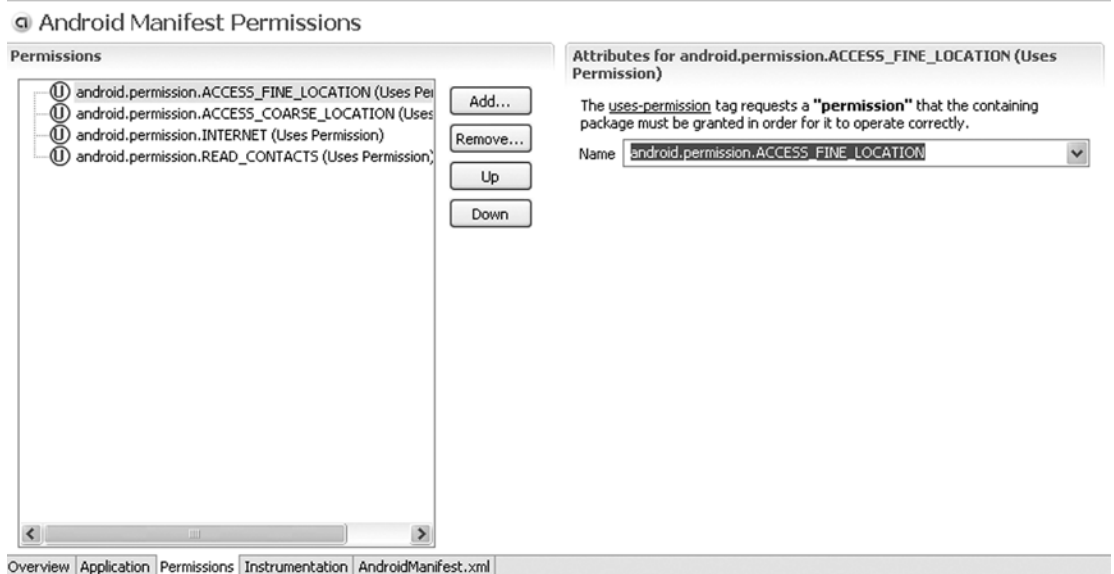 Android Manifest Permissions
Permissions
android.permission.ACCESS_FINE_LOCATION (Uses Per
android.permission.ACCESS_COARSE_LOCATION (Uses
android.permission.INTERNET (Uses Permission)
android.permission.READ_CONTACTS (Uses Permission)
Add...
Remove...
Up
Down
Attributes for android.permission.ACCESS_FINE_LOCATION (Uses
Permission)
The uses-permission tag requests a "permission" that the containing
package must be granted in order for it to operate correctly.
Name android.permission.ACCESS_FINE_LOCATION
Overview Application Permissions Instrumentation AndroidManifest.xml